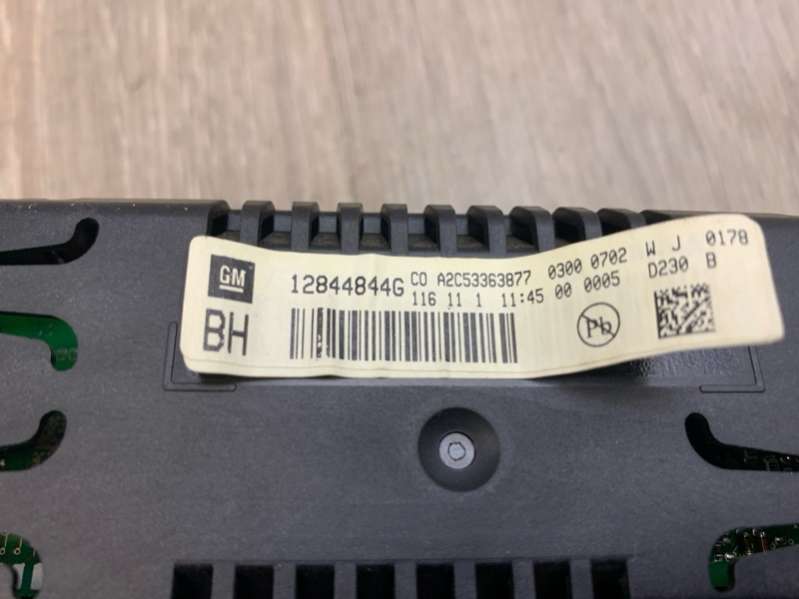 GM 12844844G CO A2C53363877 0300 0702 W J 0178
116 11 1 11:45 00 0005 D230 B
BH Pb